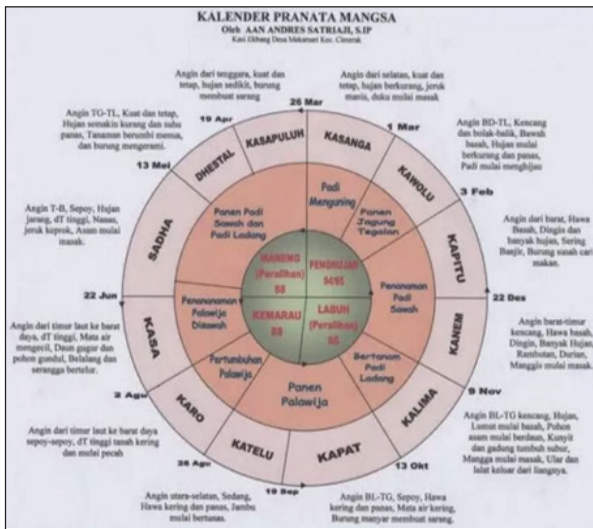 KALENDER PRANATA MANGSA
Oleh AAN ANDRES SATRIAJI, S.IP
Kasi Ekbang Desa Mekarsari Kec. Cimerak
Angin dari tenggara, kuat dan
tetap, hujan sedikit, burung
membuat sarang
Angin dari selatan, kuat dan
tetap, hujan berkurang, jeruk
manis, duku mulai masak
Angin TG-TL, Kuat dan tetap,
Hujan semakin kurang dan suhu
panas, Tanaman berumbi menua,
dan burung mengerami.
Angin BD-TL, Kencang
dan bolak-balik, Bawah
basah, Hujan mulai
berkurang dan panas,
Padi mulai menghijau
Angin T-B, Sepoy, Hujan
jarang, dT tinggi, Nanas,
jeruk keprok, Asam mulai
masak.
Angin dari barat, Hawa
Basah, Dingin dan
banyak hujan, Sering
Banjir, Burung susah cari
makan.
Angin dari timur laut ke barat
daya, dT tinggi, Mata air
mengecil, Daun gugur dan
pohon gundul, Belalang dan
serangga bertelur.
Angin barat-timur
kencang, Hawa basah,
Dingin, Banyak Hujan,
Rambutan, Durian,
Manggis mulai masak.
Angin dari timur laut ke barat daya
sepoy-sepoy, dT tinggi tanah kering
dan mulai pecah
Angin BL-TG kencang, Hujan,
Lumut mulai basah, Pohon
asam mulai berdaun, Kunyit
dan gadung tumbuh subur,
Mangga mulai masak, Ular dan
lalat keluar dari liangnya.
Angin utara-selatan, Sedang,
Hawa kering dan panas, Jambu
mulai bertunas.
Angin BL-TG, Sepoy, Hawa
kering dan panas, Mata air kering,
Burung manyar membuat sarang.
26 Mar
1 Mar
3 Feb
22 Des
9 Nov
13 Okt
19 Sep
26 Agu
2 Agu
22 Jun
13 Mei
19 Apr
KASANGA
KAWOLU
KAPITU
KANEM
KALIMA
KAPAT
KATELU
KARO
KASA
SADHA
DHESTAL
KASAPULUH
Padi
Menguning
Panen
Jagung
Tegalan
Penanaman
Padi
Sawah
Bertanam
Padi
Ladang
Panen
Palawija
Pertumbuhan
Palawija
Penanaman
Palawija
Disawah
Panen Padi
Sawah dan
Padi Ladang
MARENG
(Peralihan)
88
PENGHUJAN
94/95
KEMARAU
88
LABUH
(Peralihan)
95